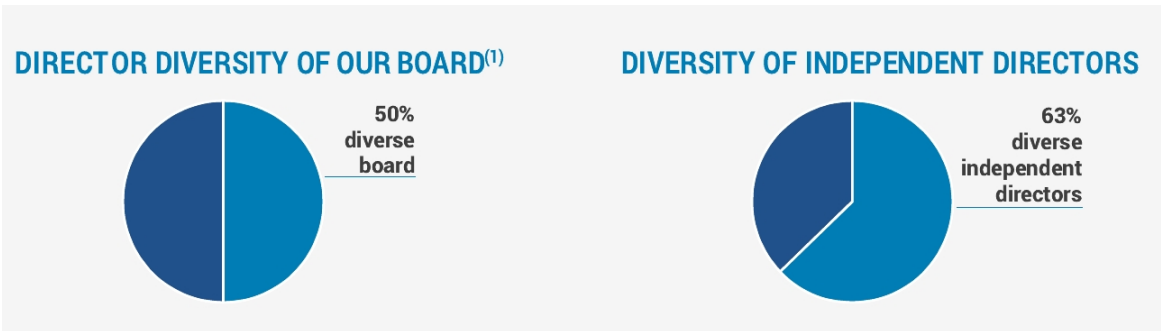 DIRECTOR DIVERSITY OF OUR BOARD(1)
50%
diverse
board
DIVERSITY OF INDEPENDENT DIRECTORS
63%
diverse
independent
directors